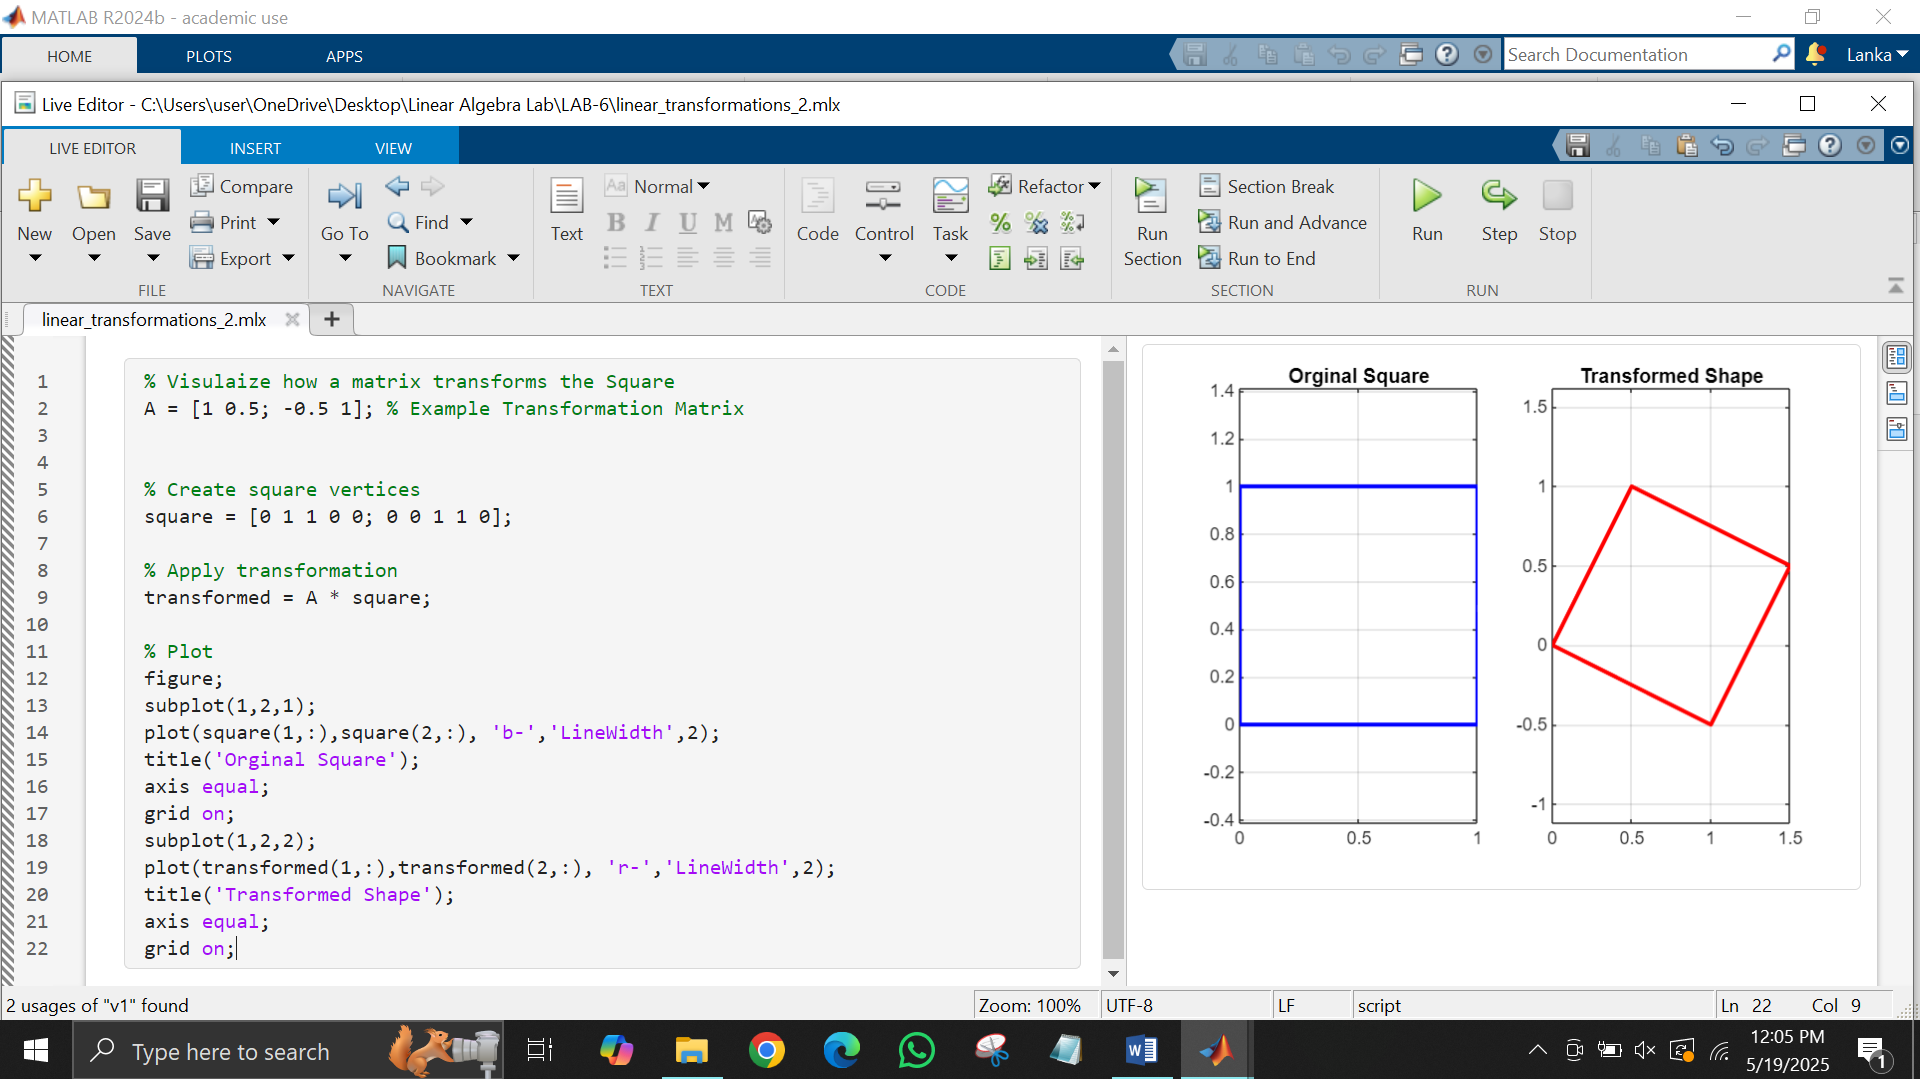 MATLAB R2024b - academic use
HOME PLOTS APPS
Search Documentation
Lanka
Live Editor - C:\Users\user\OneDrive\Desktop\Linear Algebra Lab\LAB-6\linear_transformations_2.mlx
LIVE EDITOR INSERT VIEW
New Open Save
Compare
Print
Export
FILE
Go To
Find
Bookmark
NAVIGATE
Text
Aa Normal
B I U M
TEXT
Code Control Task
Refactor
CODE
Run Section
Section Break
Run and Advance
Run to End
SECTION
Run Step Stop
RUN
linear_transformations_2.mlx
1 % Visulaize how a matrix transforms the Square
2 A = [1 0.5; -0.5 1]; % Example Transformation Matrix
3
4
5 % Create square vertices
6 square = [0 1 1 0 0; 0 0 1 1 0];
7
8 % Apply transformation
9 transformed = A * square;
10
11 % Plot
12 figure;
13 subplot(1,2,1);
14 plot(square(1,:),square(2,:), 'b-','LineWidth',2);
15 title('Orginal Square');
16 axis equal;
17 grid on;
18 subplot(1,2,2);
19 plot(transformed(1,:),transformed(2,:), 'r-','LineWidth',2);
20 title('Transformed Shape');
21 axis equal;
22 grid on;
Orginal Square
1.4
1.2
1
0.8
0.6
0.4
0.2
0
-0.2
-0.4
0 0.5 1
Transformed Shape
1.5
1
0.5
0
-0.5
-1
0 0.5 1 1.5
2 usages of "v1" found
Zoom: 100% UTF-8 LF script Ln 22 Col 9
Type here to search
12:05 PM
5/19/2025
1